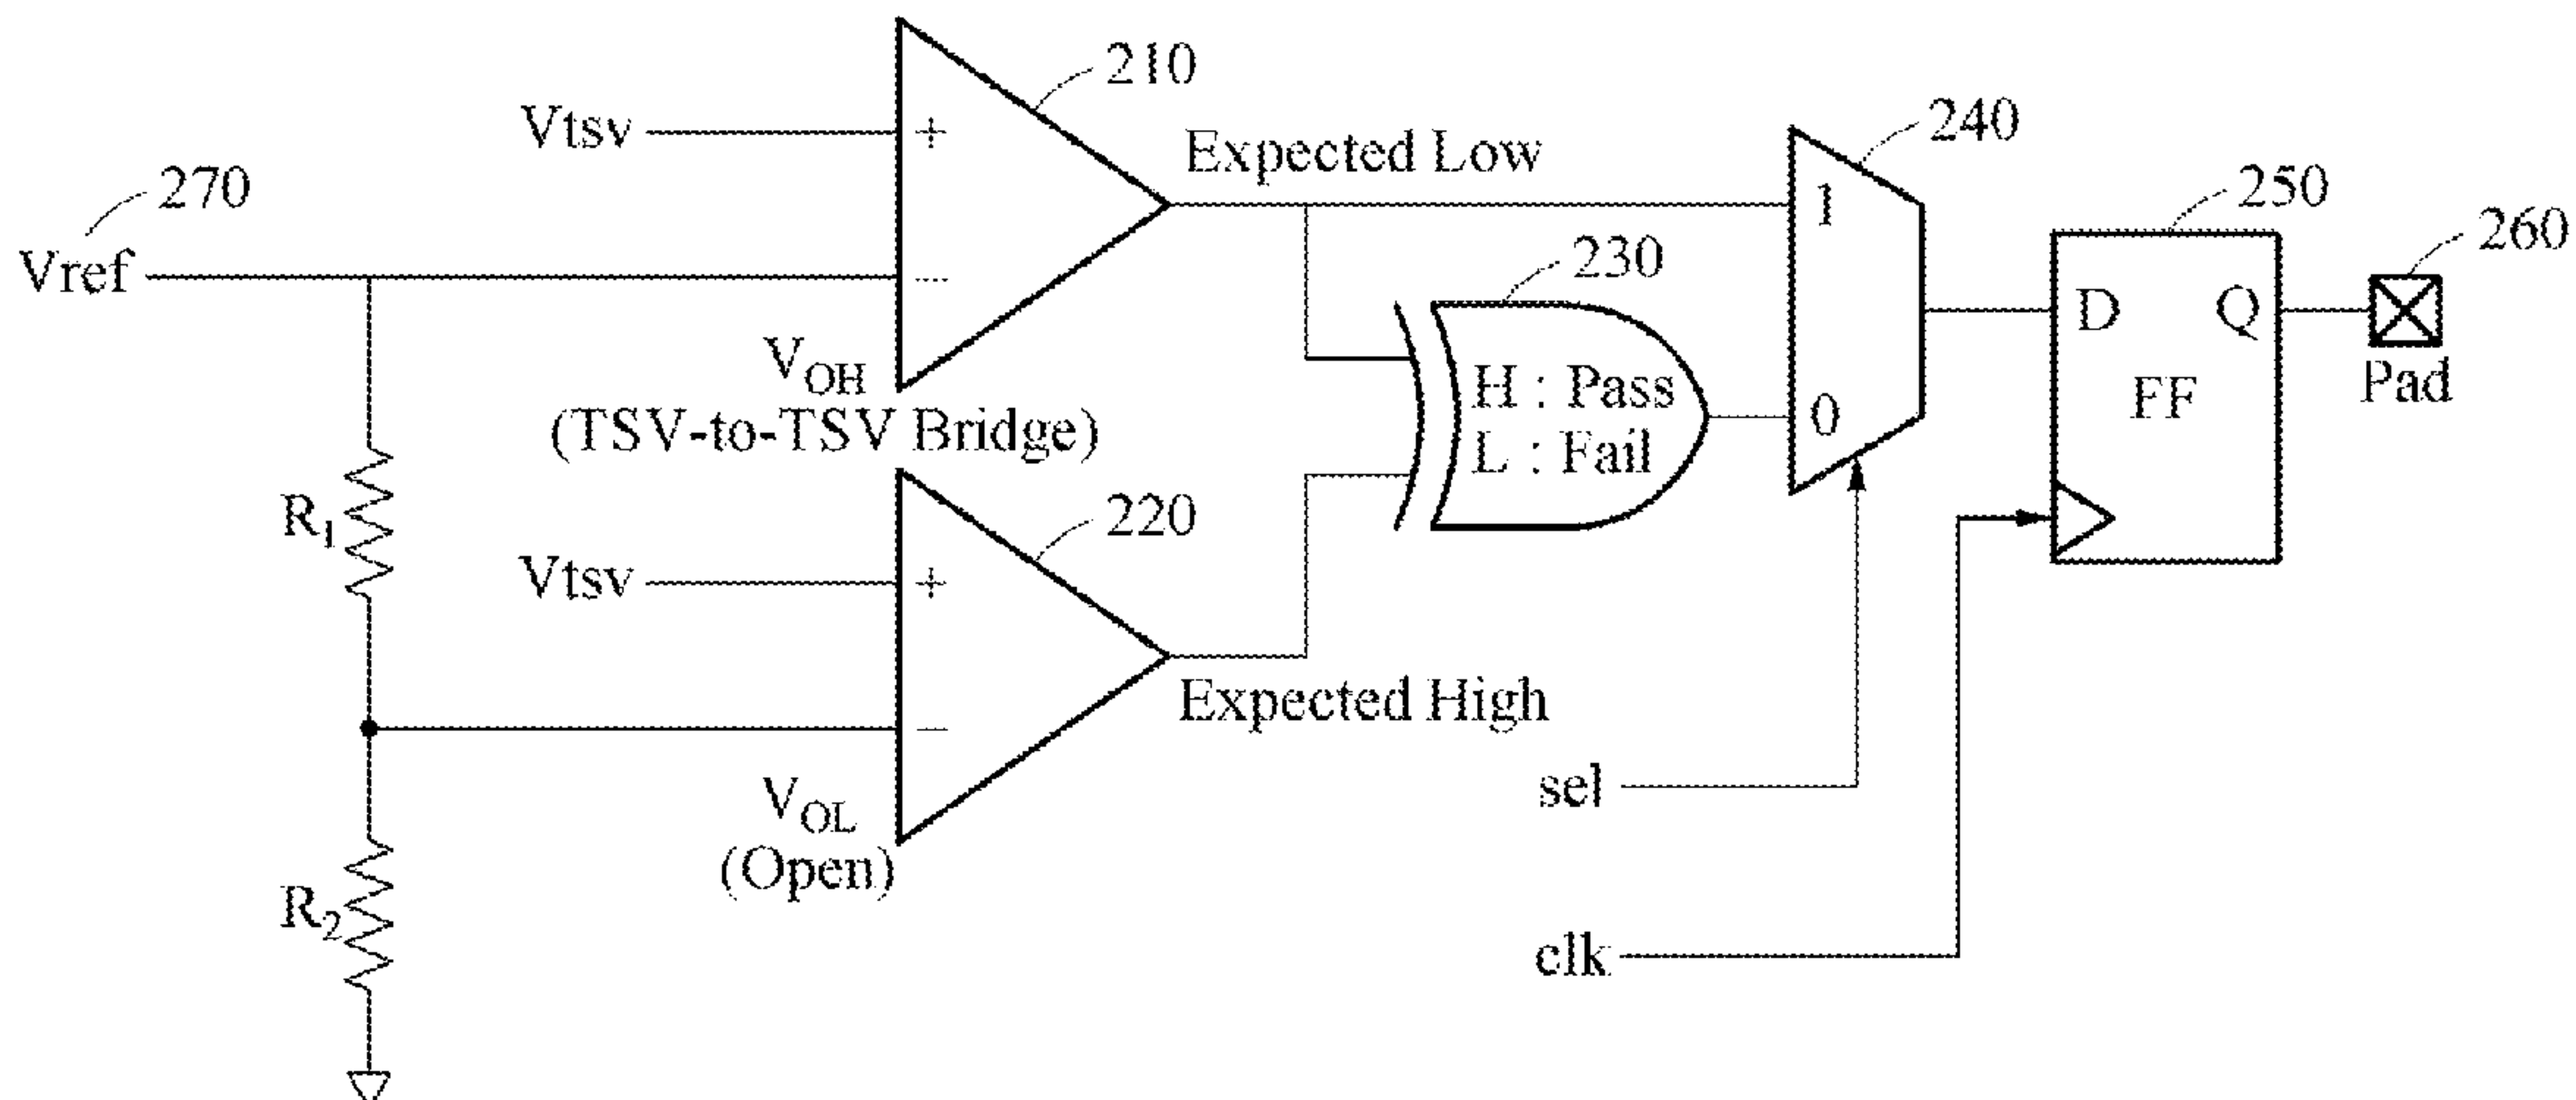 210
Vtsv
+
Expected Low
240
270
1
250
260
Vref
−
230
D
Q
V_OH
H : Pass
Pad
(TSV-to-TSV Bridge)
0
FF
L : Fail
R1
220
Vtsv
+
Expected High
−
sel
V_OL
(Open)
R2
clk